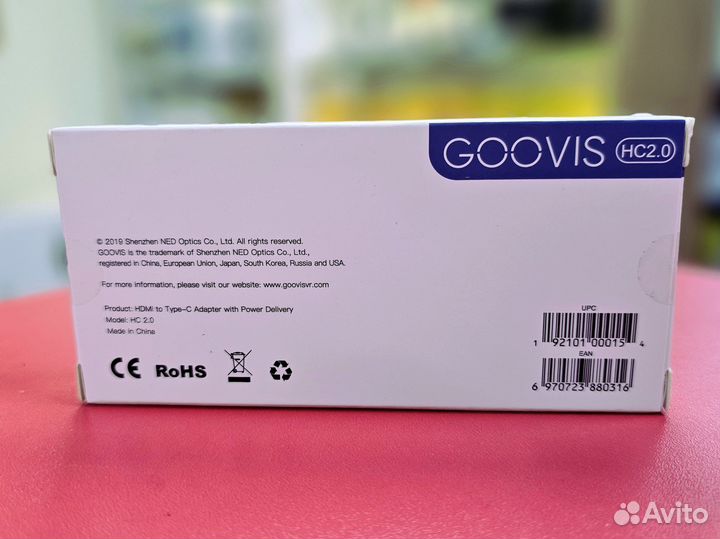 GOOVIS HC2.0
© 2019 Shenzhen NED Optics Co., Ltd. All rights reserved.
GOOVIS is the trademark of Shenzhen NED Optics Co., Ltd.,
registered in China, European Union, Japan, South Korea, Russia and USA.
For more information, please visit our website: www.goovisvr.com
Product: HDMI to Type-C Adapter with Power Delivery
Model: HC 2.0
Made in China
CE RoHS
UPC
1 92101 00015 4
EAN
6 970723 880316
Avito